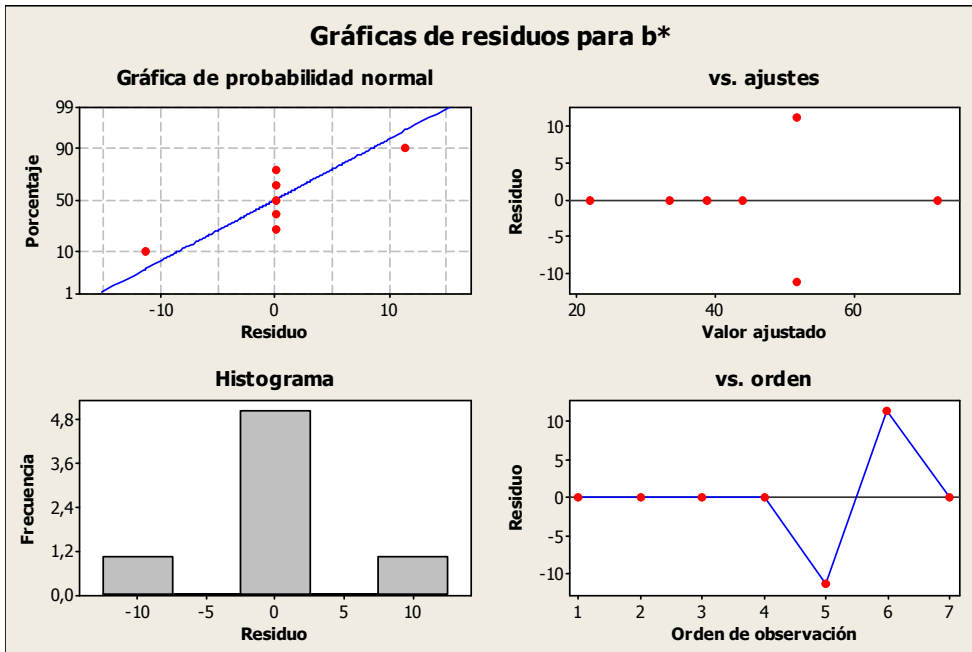 Gráficas de residuos para b*
Gráfica de probabilidad normal
99
90
50
10
1
Porcentaje
-10
0
10
Residuo
vs. ajustes
10
5
0
-5
-10
Residuo
20
40
60
Valor ajustado
Histograma
4,8
3,6
2,4
1,2
0,0
Frecuencia
-10
-5
0
5
10
Residuo
vs. orden
10
5
0
-5
-10
Residuo
1
2
3
4
5
6
7
Orden de observación